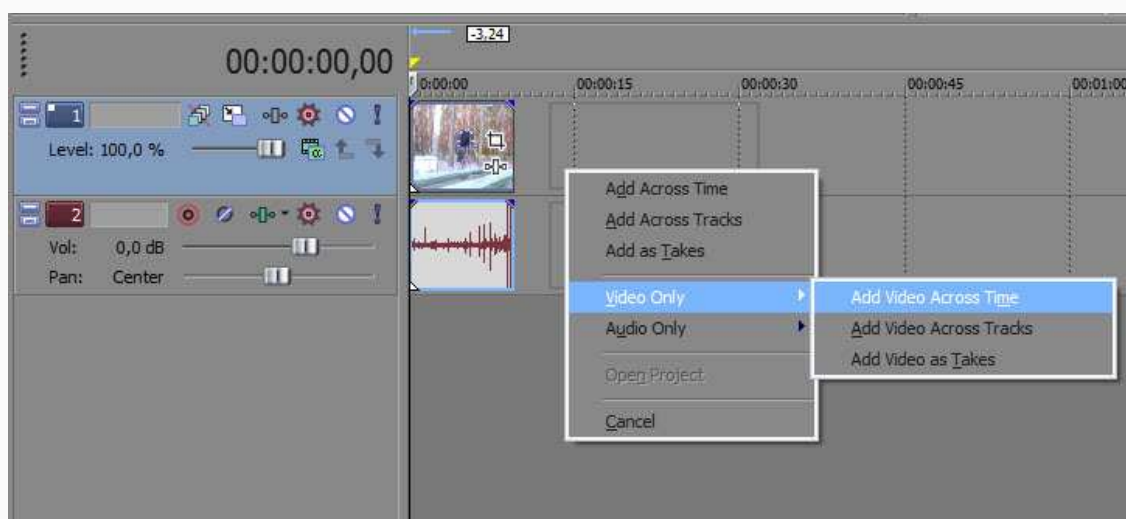 -3,24
00:00:00,00
0:00:00 00:00:15 00:00:30 00:00:45 00:01:00
1
Level: 100,0 %
2
Vol: 0,0 dB
Pan: Center
Add Across Time
Add Across Tracks
Add as Takes
Video Only
Audio Only
Open Project
Cancel
Add Video Across Time
Add Video Across Tracks
Add Video as Takes